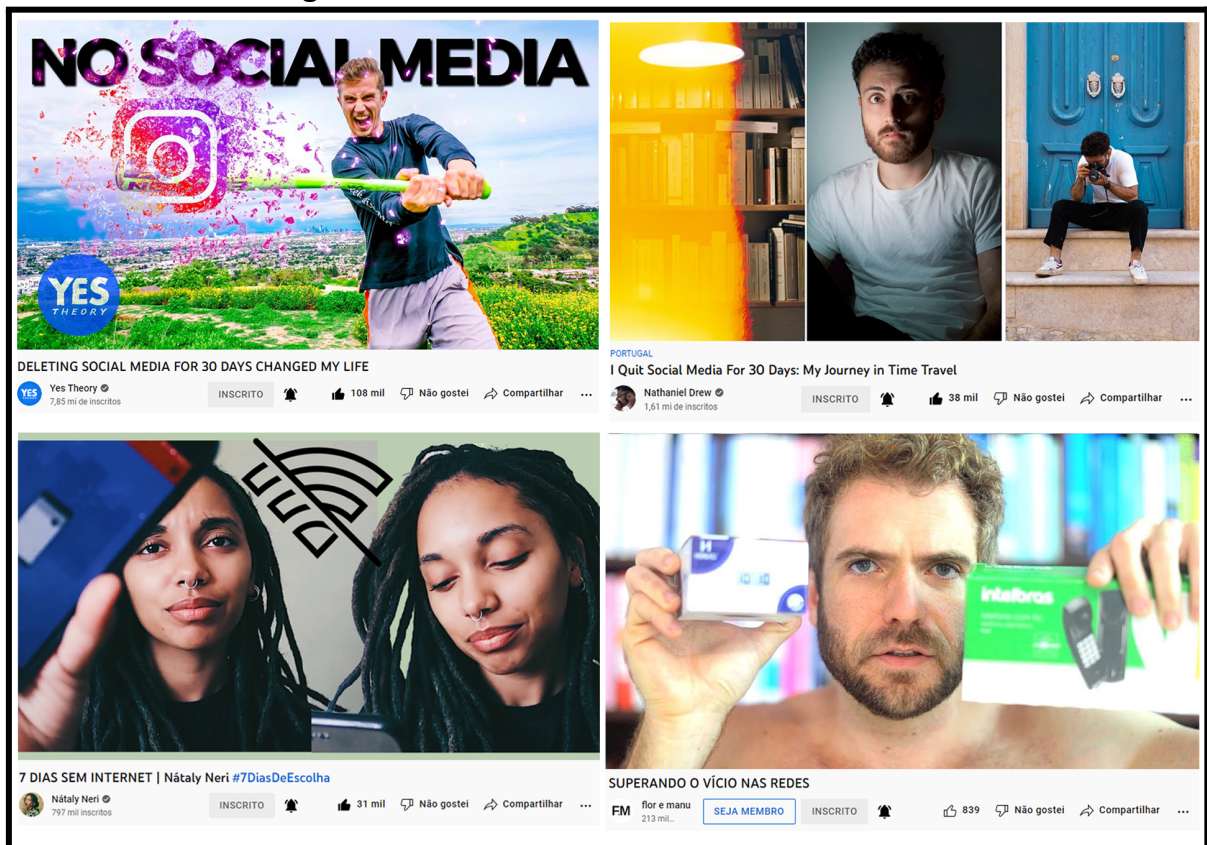 NO SOCIAL MEDIA
YES
THEORY
DELETING SOCIAL MEDIA FOR 30 DAYS CHANGED MY LIFE
YES
Yes Theory
7,85 mi de inscritos
INSCRITO
108 mil
Não gostei
Compartilhar
PORTUGAL
I Quit Social Media For 30 Days: My Journey in Time Travel
Nathaniel Drew
1,61 mi de inscritos
INSCRITO
38 mil
Não gostei
Compartilhar
7 DIAS SEM INTERNET | Nátaly Neri #7DiasDeEscolha
Nátaly Neri
797 mil inscritos
INSCRITO
31 mil
Não gostei
Compartilhar
H
10:10
intelbras
SUPERANDO O VÍCIO NAS REDES
F.M
flor e manu
213 mil...
SEJA MEMBRO
INSCRITO
839
Não gostei
Compartilhar